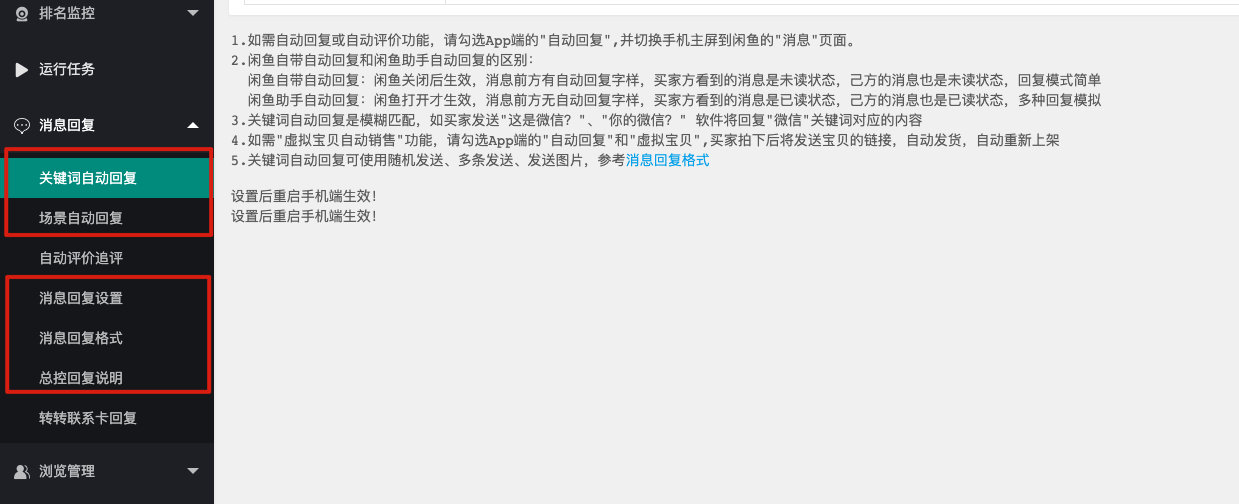 排名监控
运行任务
消息回复
关键词自动回复
场景自动回复
自动评价追评
消息回复设置
消息回复格式
总控回复说明
转转联系卡回复
浏览管理
1.如需自动回复或自动评价功能，请勾选App端的"自动回复",并切换手机主屏到闲鱼的"消息"页面。
2.闲鱼自带自动回复和闲鱼助手自动回复的区别：
闲鱼自带自动回复：闲鱼关闭后生效，消息前方有自动回复字样，买家方看到的消息是未读状态，己方的消息也是未读状态，回复模式简单
闲鱼助手自动回复：闲鱼打开才生效，消息前方无自动回复字样，买家方看到的消息是已读状态，己方的消息也是已读状态，多种回复模拟
3.关键词自动回复是模糊匹配，如买家发送"这是微信？"、"你的微信？" 软件将回复"微信"关键词对应的内容
4.如需"虚拟宝贝自动销售"功能，请勾选App端的"自动回复"和"虚拟宝贝",买家拍下后将发送宝贝的链接，自动发货，自动重新上架
5.关键词自动回复可使用随机发送、多条发送、发送图片，参考消息回复格式
设置后重启手机端生效！
设置后重启手机端生效！